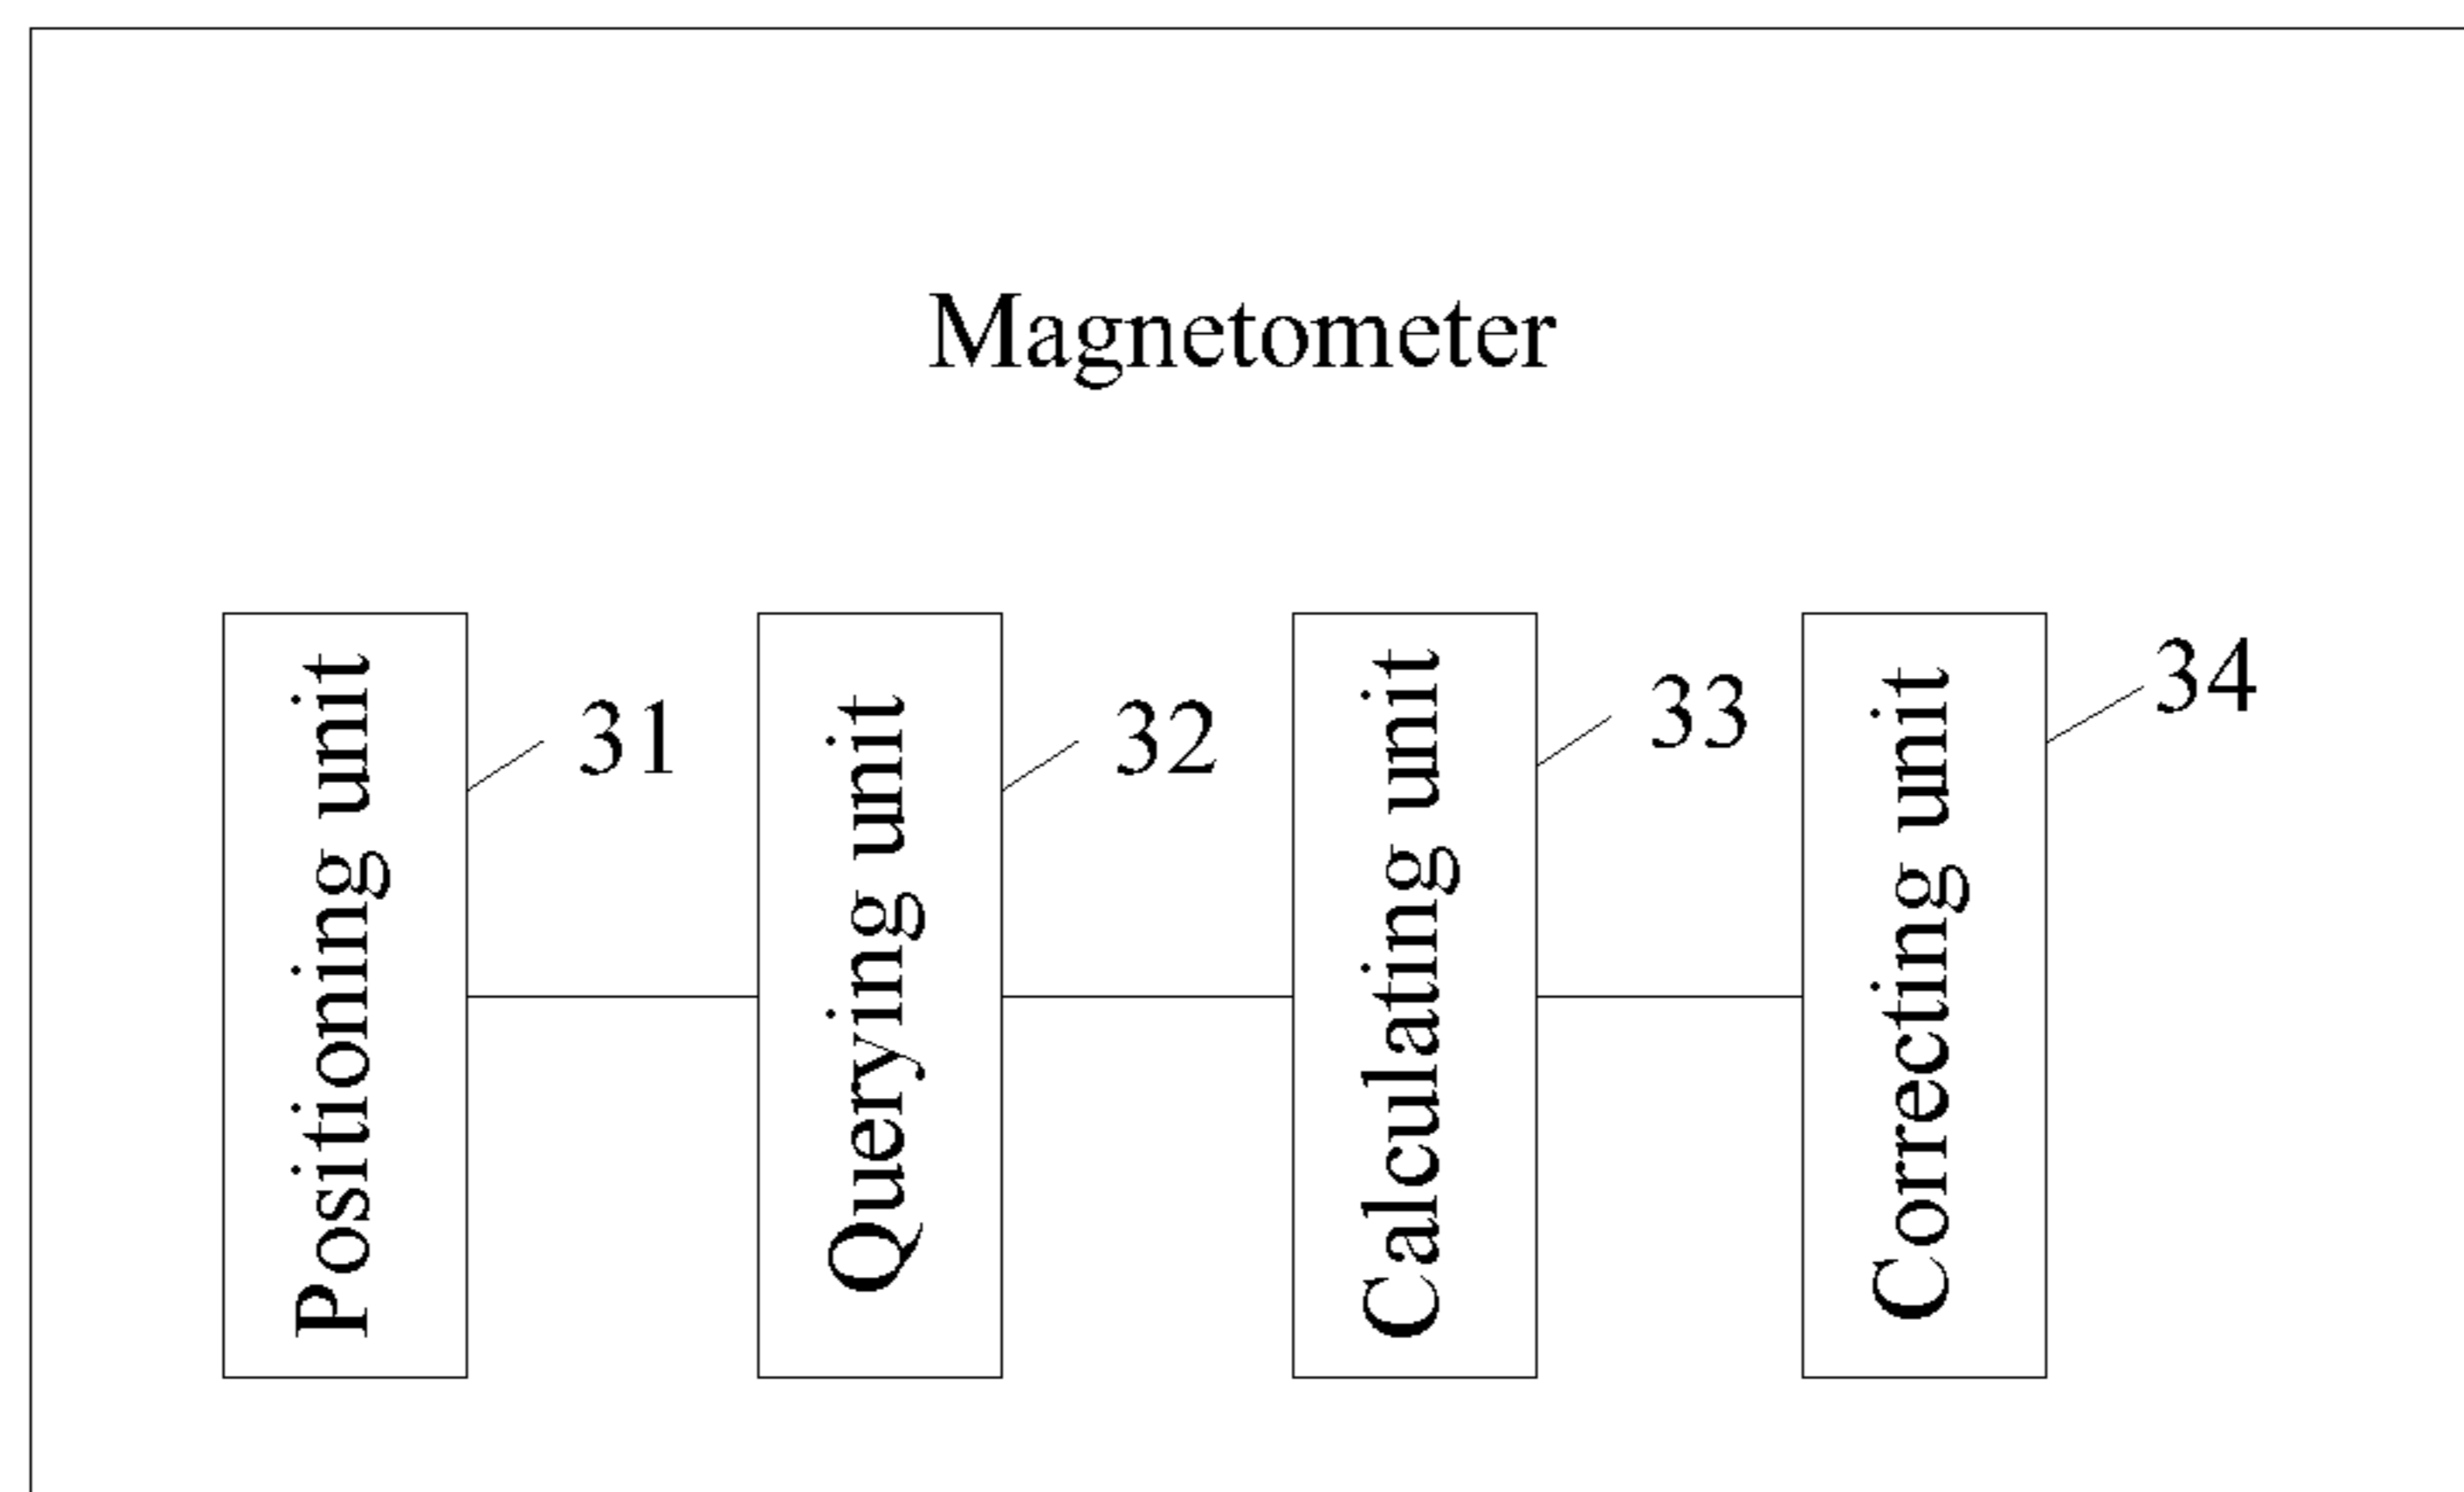 Magnetometer
Positioning unit
31
Querying unit
32
Calculating unit
33
Correcting unit
34